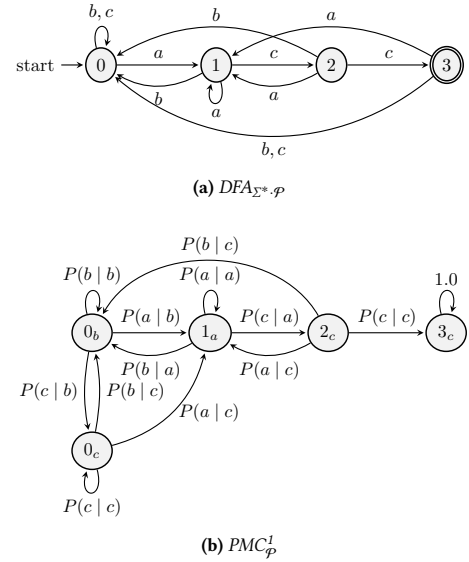 b, c
b
a
start
0
a
1
c
2
c
3
b
a
a
b, c
(a) DFA_{Σ*·𝒫}
P(b | c)
P(b | b)
P(a | a)
1.0
0_b
P(a | b)
1_a
P(c | a)
2_c
P(c | c)
3_c
P(b | a)
P(a | c)
P(c | b)
P(b | c)
P(a | c)
0_c
P(c | c)
(b) PMC^1_𝒫